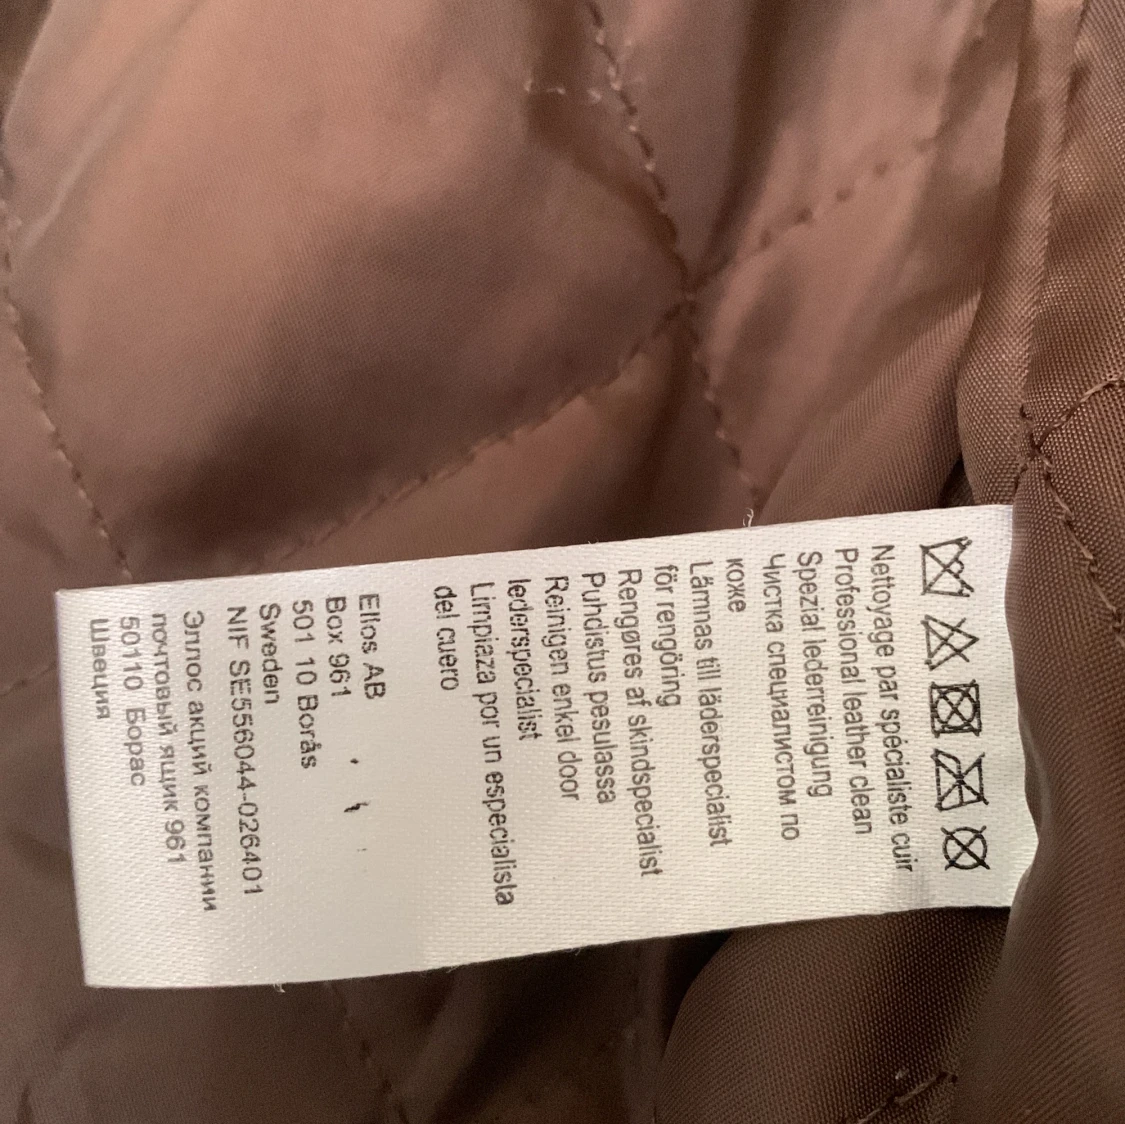 Nettoyage par spécialiste cuir
Professional leather clean
Spezial lederreinigung
Чистка специалистом по
коже
Lämnas till läderspecialist
för rengöring
Rengøres af skindspecialist
Puhdistus pesulassa
Reinigen enkel door
lederspecialist
Limpiaza por un especialista
del cuero
Ellos AB
Box 961
501 10 Borås
Sweden
NIF SE556044-026401
Эллос акций компании
почтовый ящик 961
50110 Борас
Швеция